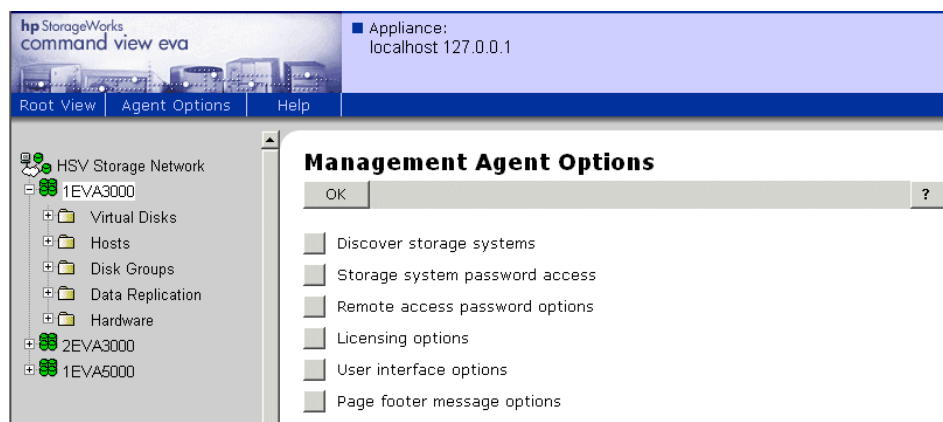 hp StorageWorks
command view eva
Appliance:
localhost 127.0.0.1
Root View Agent Options Help
HSV Storage Network
1EVA3000
Virtual Disks
Hosts
Disk Groups
Data Replication
Hardware
2EVA3000
1EVA5000
Management Agent Options
OK ?
Discover storage systems
Storage system password access
Remote access password options
Licensing options
User interface options
Page footer message options